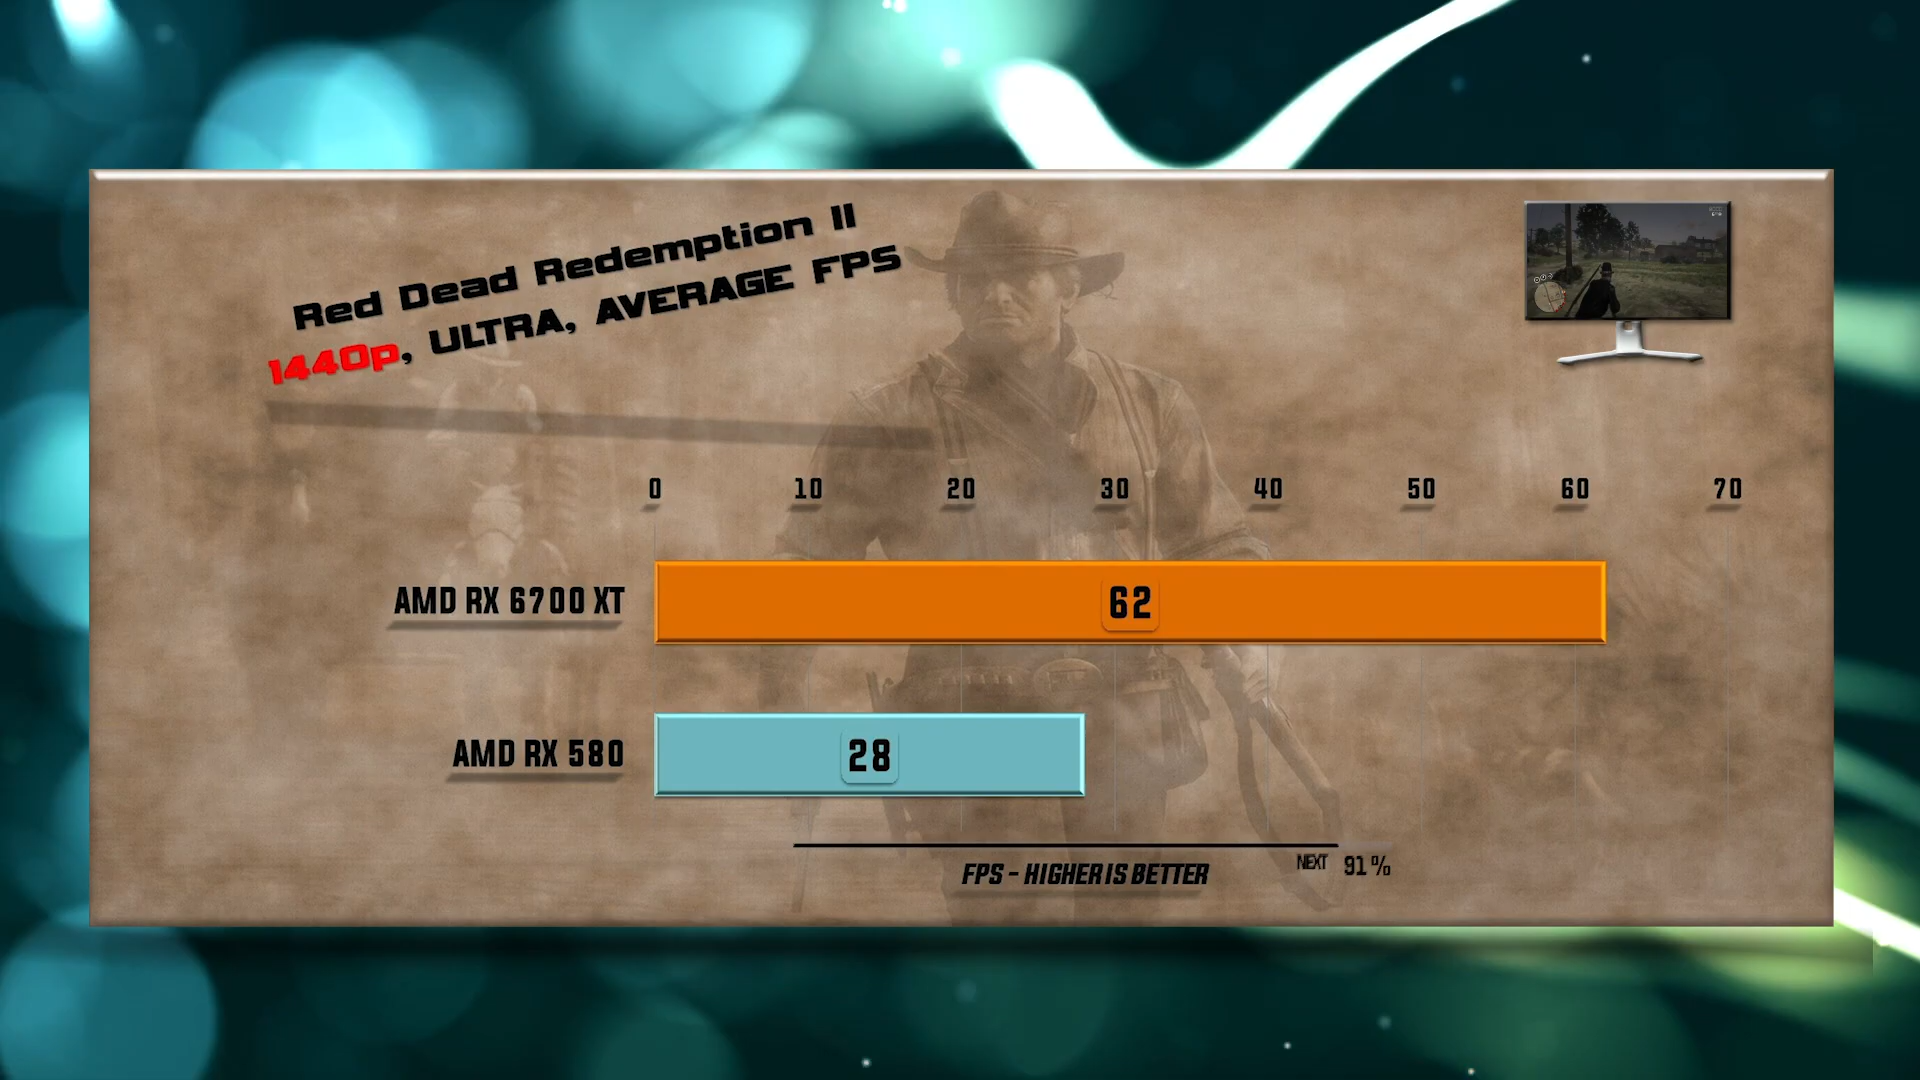 Red Dead Redemption II
1440p, ULTRA, AVERAGE FPS
0 10 20 30 40 50 60 70
AMD RX 6700 XT 62
AMD RX 580 28
FPS - HIGHER IS BETTER
NEXT 91%